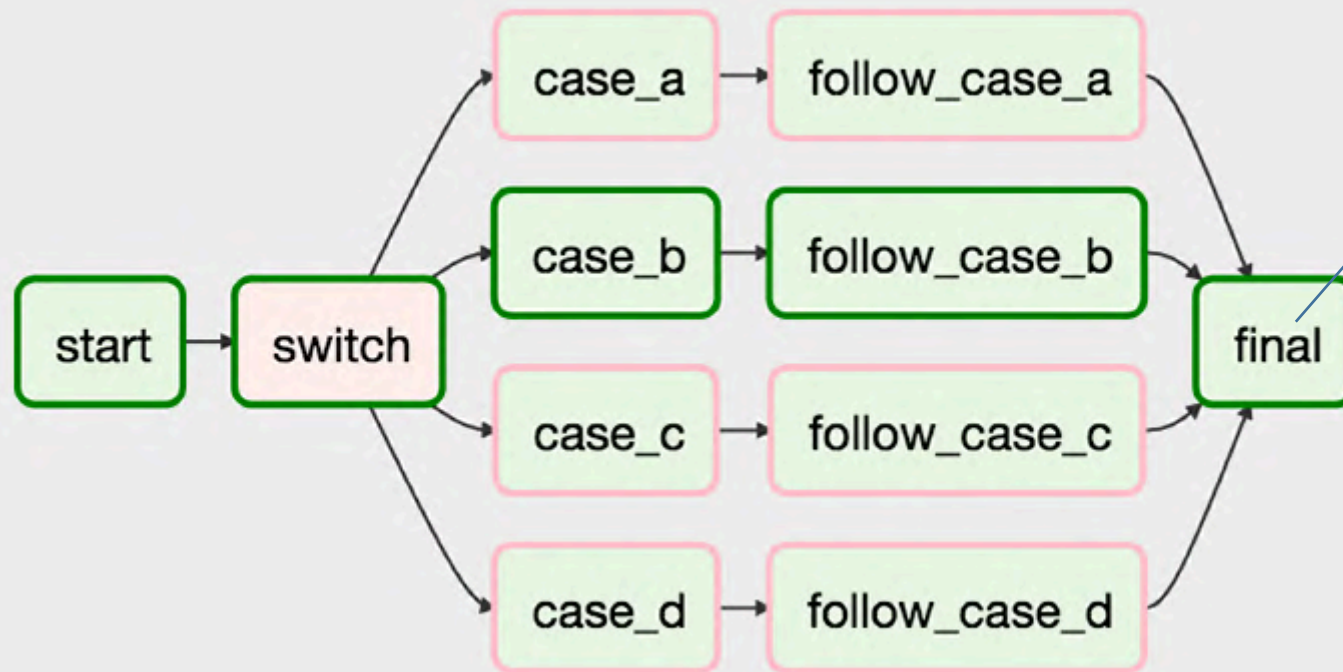 case_a
follow_case_a
case_b
follow_case_b
start
switch
final
case_c
follow_case_c
case_d
follow_case_d